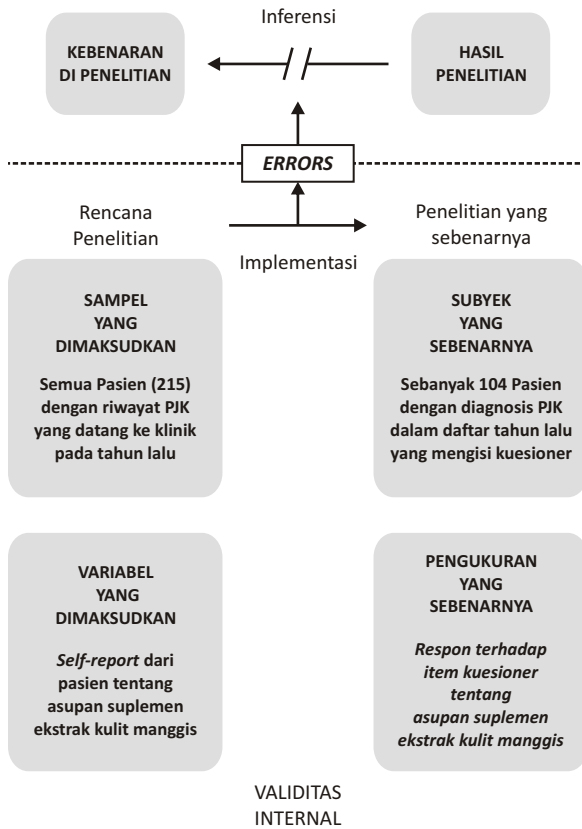 Inferensi
KEBENARAN
DI PENELITIAN
HASIL
PENELITIAN
ERRORS
Rencana
Penelitian
Implementasi
Penelitian yang
sebenarnya
SAMPEL
YANG
DIMAKSUDKAN
Semua Pasien (215)
dengan riwayat PJK
yang datang ke klinik
pada tahun lalu
SUBYEK
YANG
SEBENARNYA
Sebanyak 104 Pasien
dengan diagnosis PJK
dalam daftar tahun lalu
yang mengisi kuesioner
VARIABEL
YANG
DIMAKSUDKAN
Self-report dari
pasien tentang
asupan suplemen
ekstrak kulit manggis
PENGUKURAN
YANG
SEBENARNYA
Respon terhadap
item kuesioner
tentang
asupan suplemen
ekstrak kulit manggis
VALIDITAS
INTERNAL